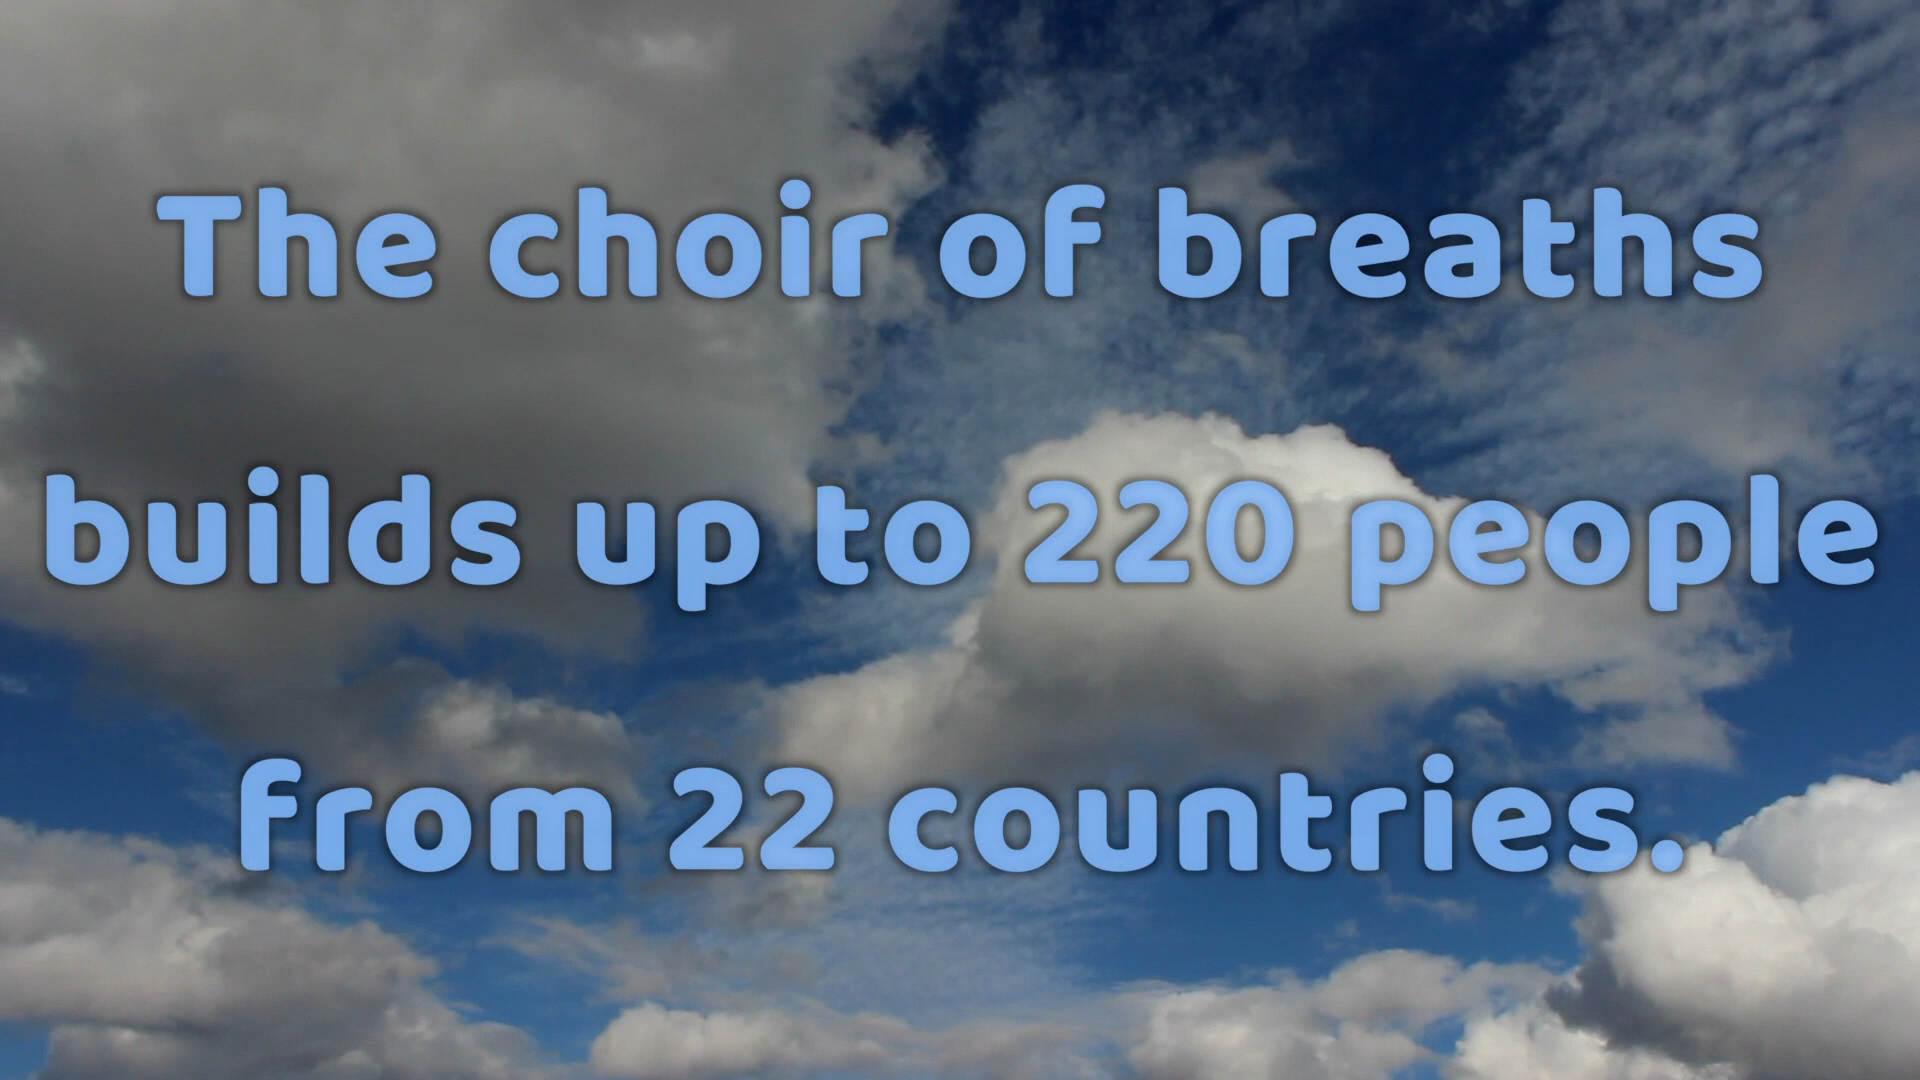 The choir of breaths
builds up to 220 people
from 22 countries.